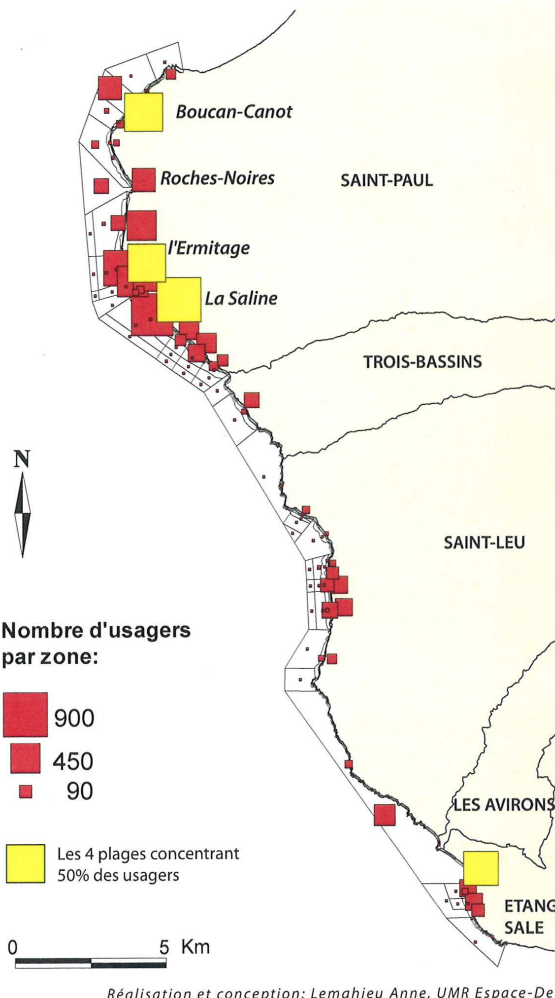 Boucan-Canot
Roches-Noires
SAINT-PAUL
l'Ermitage
La Saline
TROIS-BASSINS
N
SAINT-LEU
Nombre d'usagers
par zone:
900
450
90
LES AVIRONS
Les 4 plages concentrant
50% des usagers
ETANG
SALE
0 5 Km
Réalisation et conception: Lemahieu Anne, UMR Espace-De